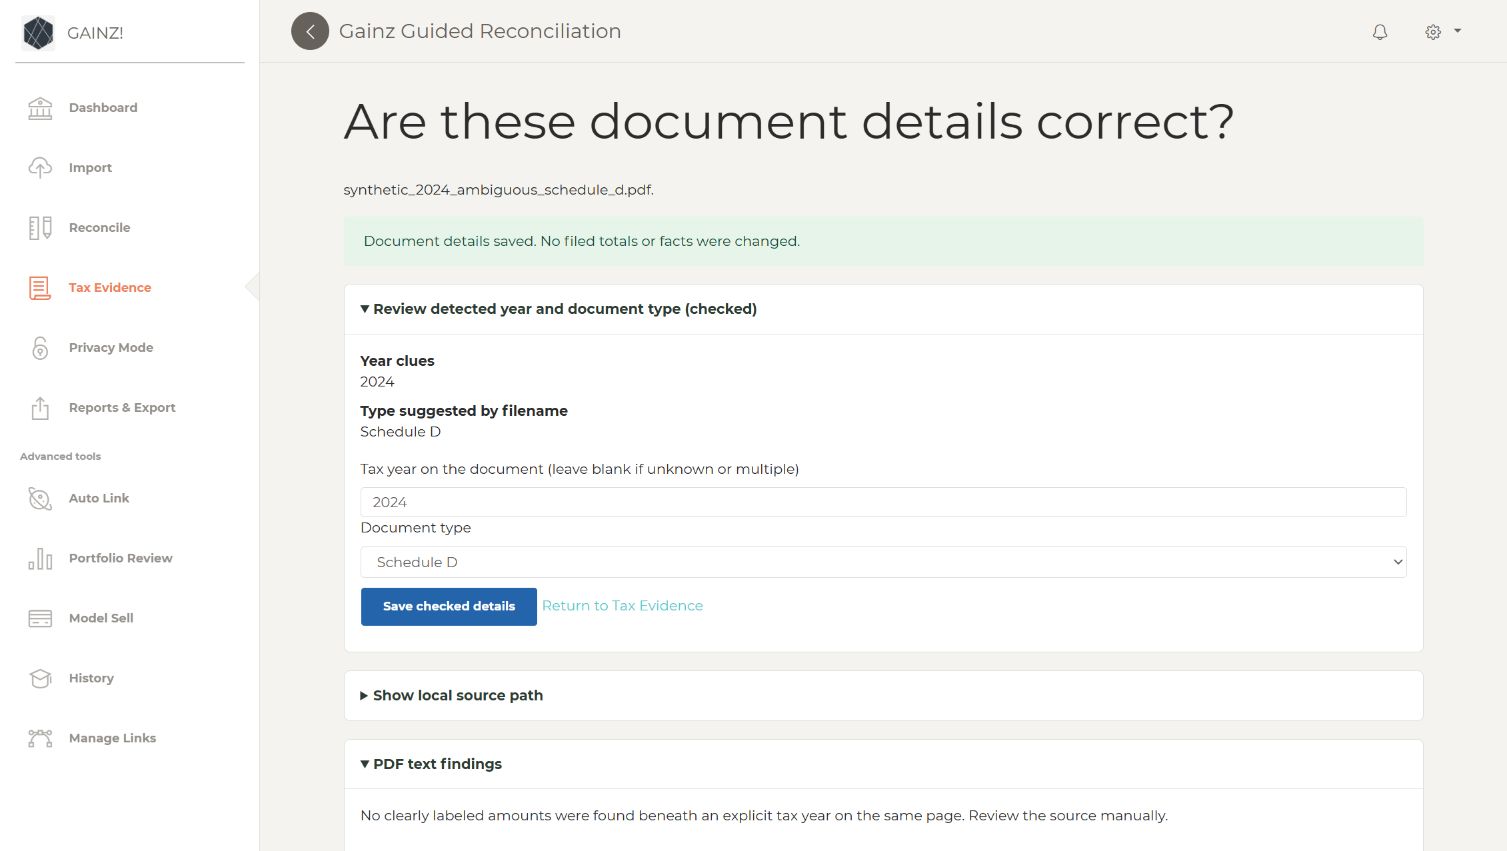 GAINZ!
Gainz Guided Reconciliation
Dashboard
Import
Reconcile
Tax Evidence
Privacy Mode
Reports & Export
Advanced tools
Auto Link
Portfolio Review
Model Sell
History
Manage Links
Are these document details correct?
synthetic_2024_ambiguous_schedule_d.pdf.
Document details saved. No filed totals or facts were changed.
Review detected year and document type (checked)
Year clues
2024
Type suggested by filename
Schedule D
Tax year on the document (leave blank if unknown or multiple)
2024
Document type
Schedule D
Save checked details Return to Tax Evidence
Show local source path
PDF text findings
No clearly labeled amounts were found beneath an explicit tax year on the same page. Review the source manually.